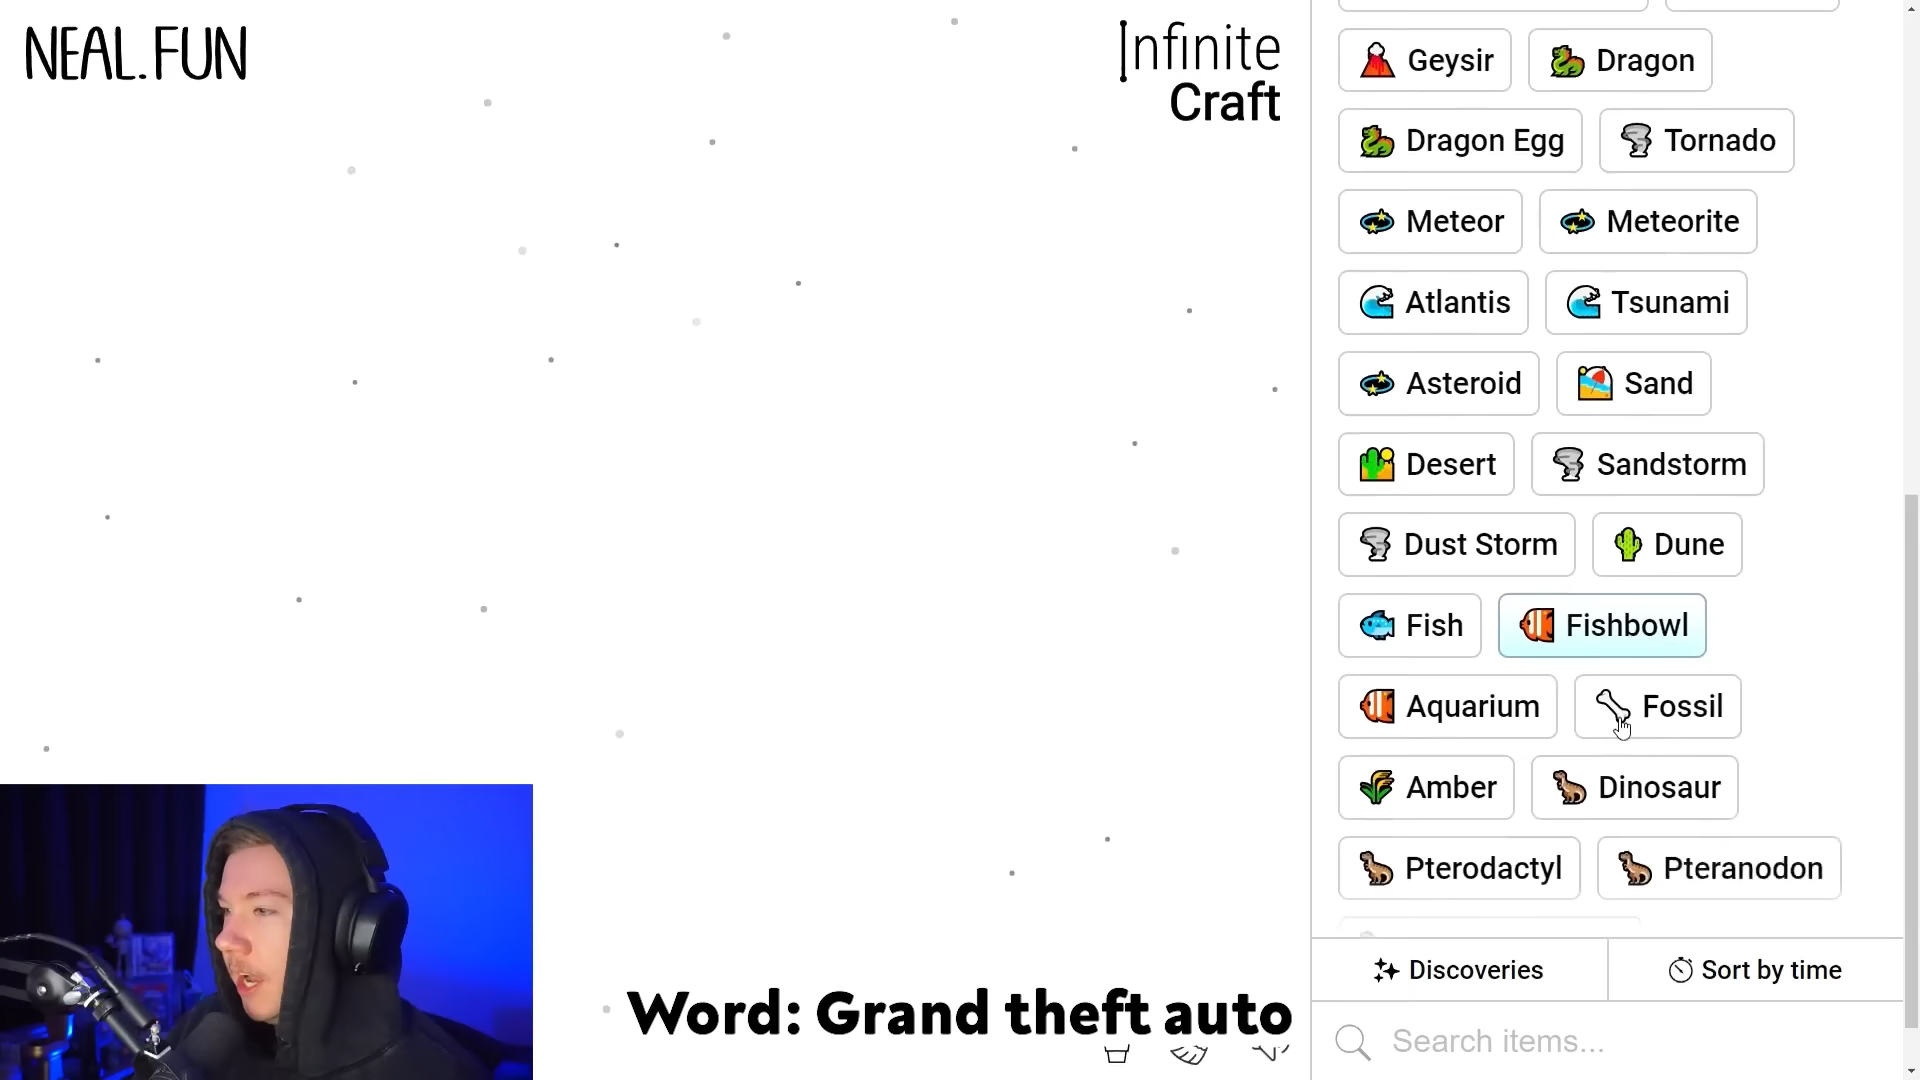 NEAL.FUN
Infinite
Craft
Geysir
Dragon
Dragon Egg
Tornado
Meteor
Meteorite
Atlantis
Tsunami
Asteroid
Sand
Desert
Sandstorm
Dust Storm
Dune
Fish
Fishbowl
Aquarium
Fossil
Amber
Dinosaur
Pterodactyl
Pteranodon
Discoveries
Sort by time
Word: Grand theft auto
Search items...